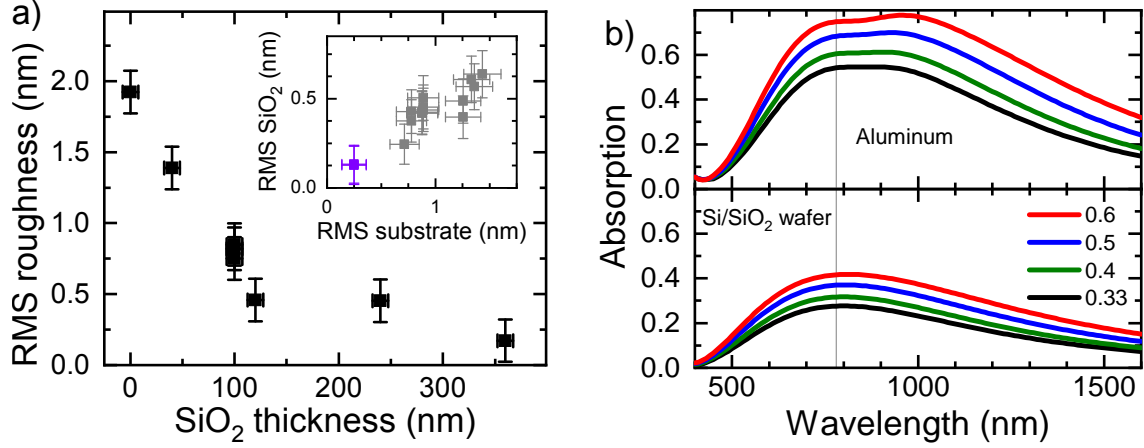 a)
RMS roughness (nm)
2.0
1.5
1.0
0.5
0.0
0
100
200
300
SiO₂ thickness (nm)
RMS SiO₂ (nm)
0.5
0.0
0
1
RMS substrate (nm)
b)
Absorption
0.6
0.4
0.2
0.0
Aluminum
Si/SiO₂ wafer
0.6
0.5
0.4
0.33
0.6
0.4
0.2
0.0
500
1000
1500
Wavelength (nm)